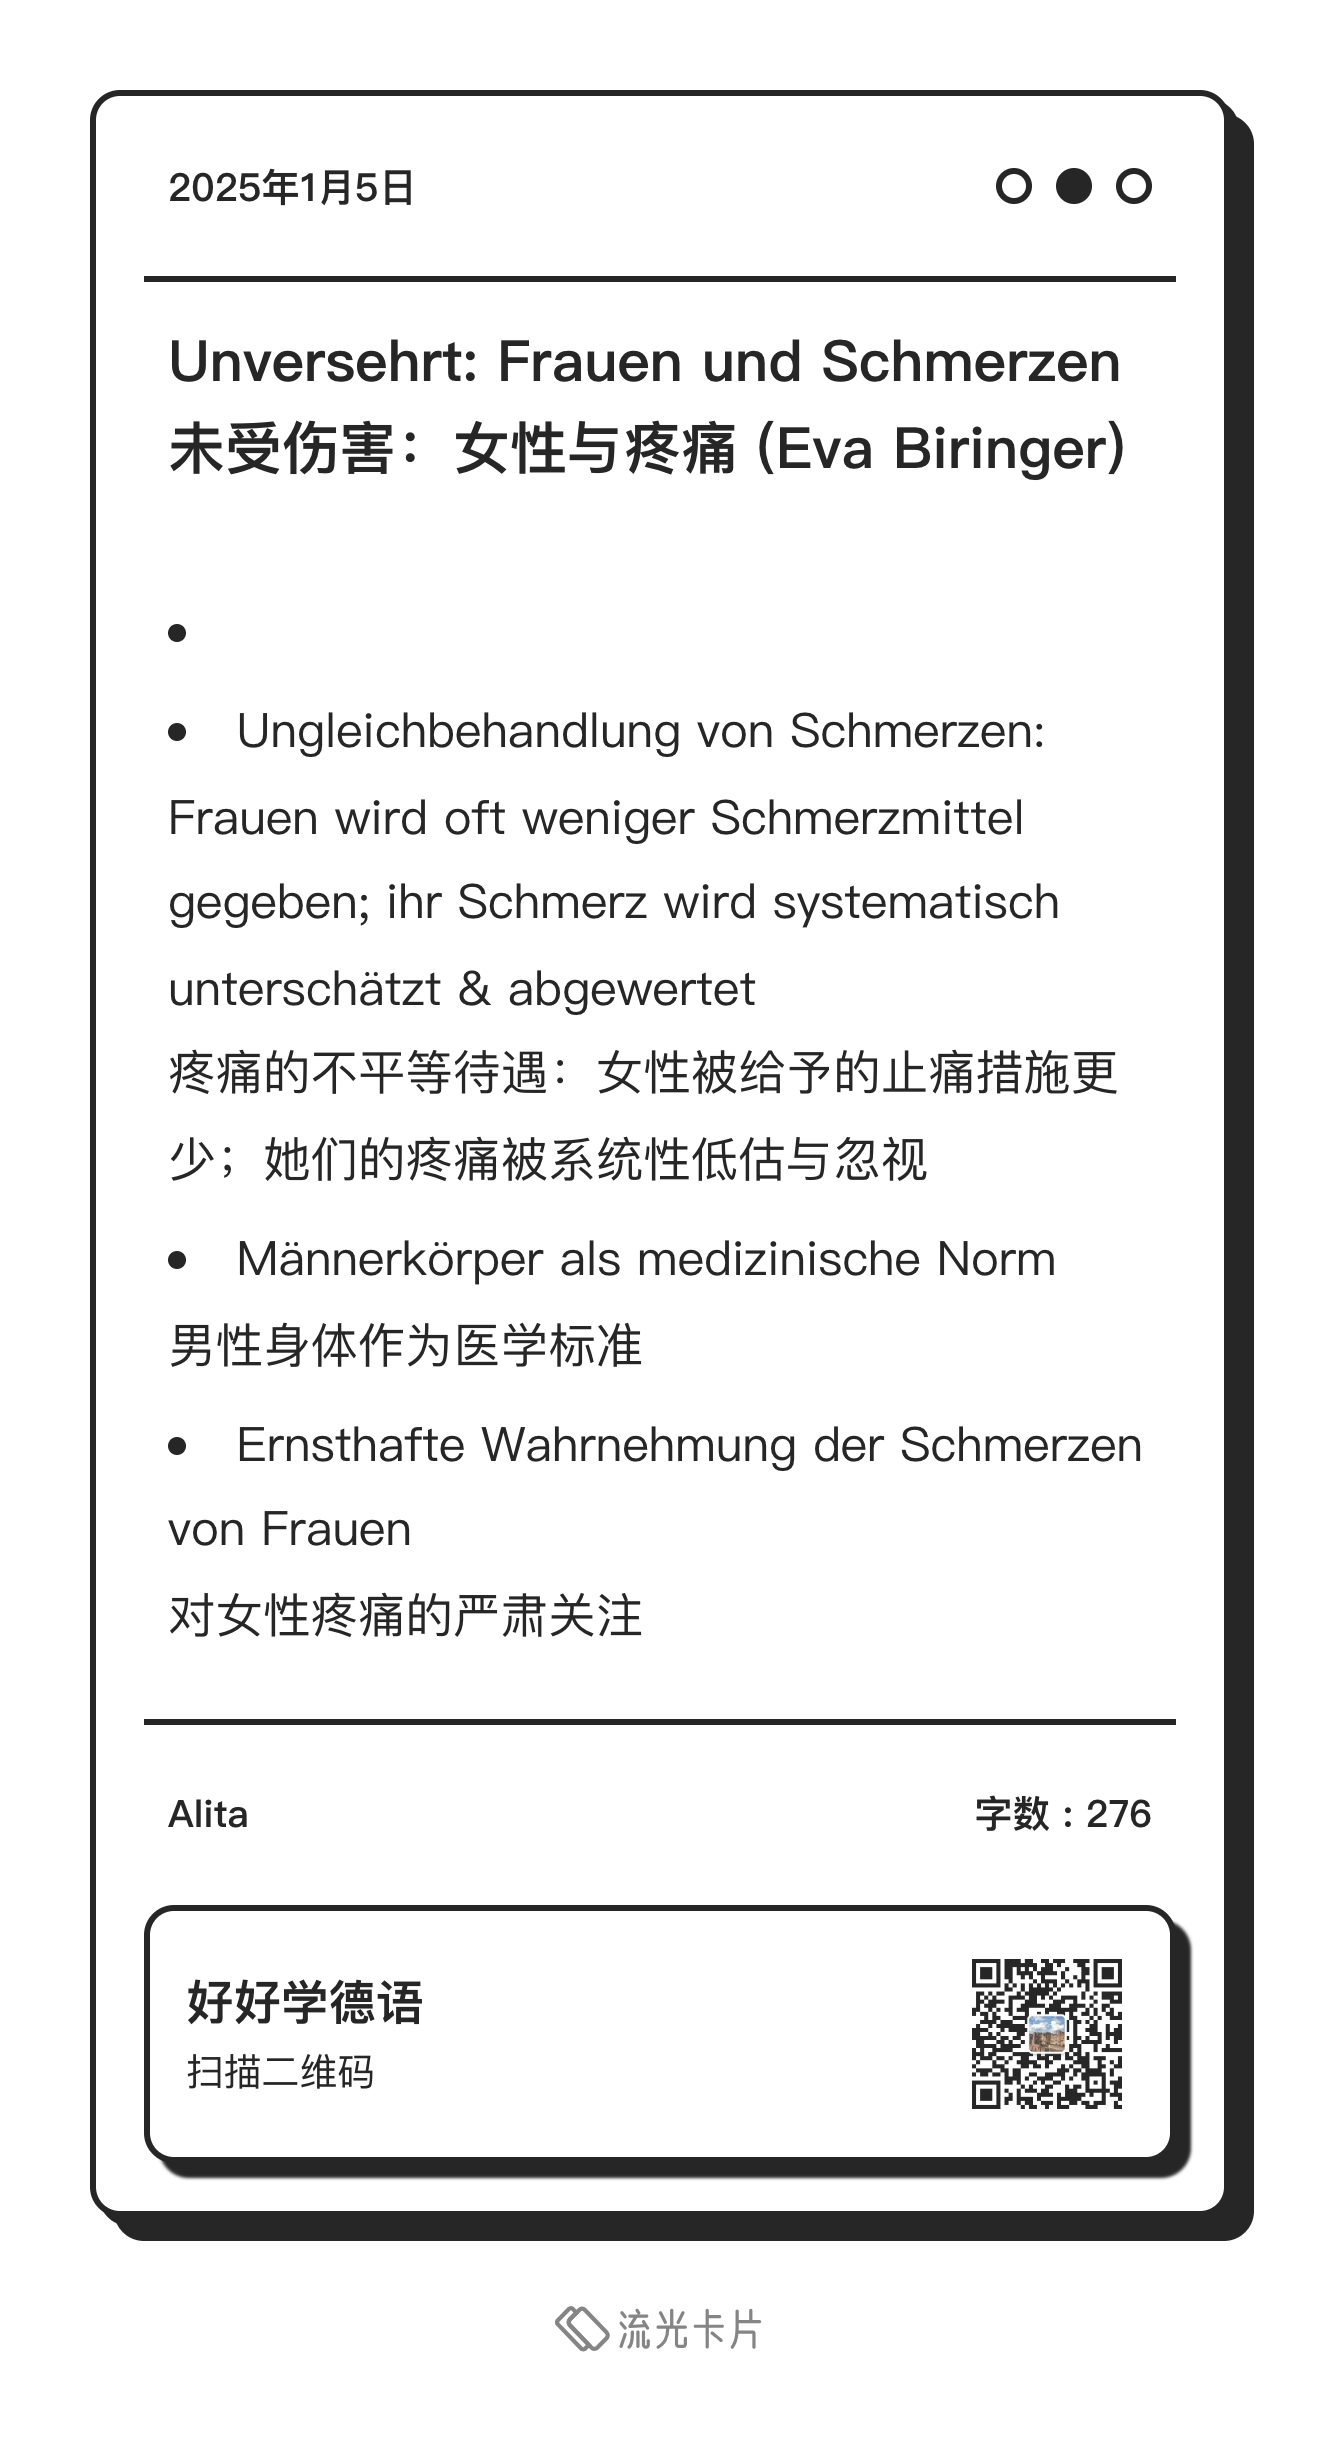 2025年1月5日
Unversehrt: Frauen und Schmerzen
未受伤害：女性与疼痛 (Eva Biringer)
•
• Ungleichbehandlung von Schmerzen:
Frauen wird oft weniger Schmerzmittel
gegeben; ihr Schmerz wird systematisch
unterschätzt & abgewertet
疼痛的不平等待遇：女性被给予的止痛措施更
少；她们的疼痛被系统性低估与忽视
• Männerkörper als medizinische Norm
男性身体作为医学标准
• Ernsthafte Wahrnehmung der Schmerzen
von Frauen
对女性疼痛的严肃关注
Alita
字数 : 276
好好学德语
扫描二维码
流光卡片